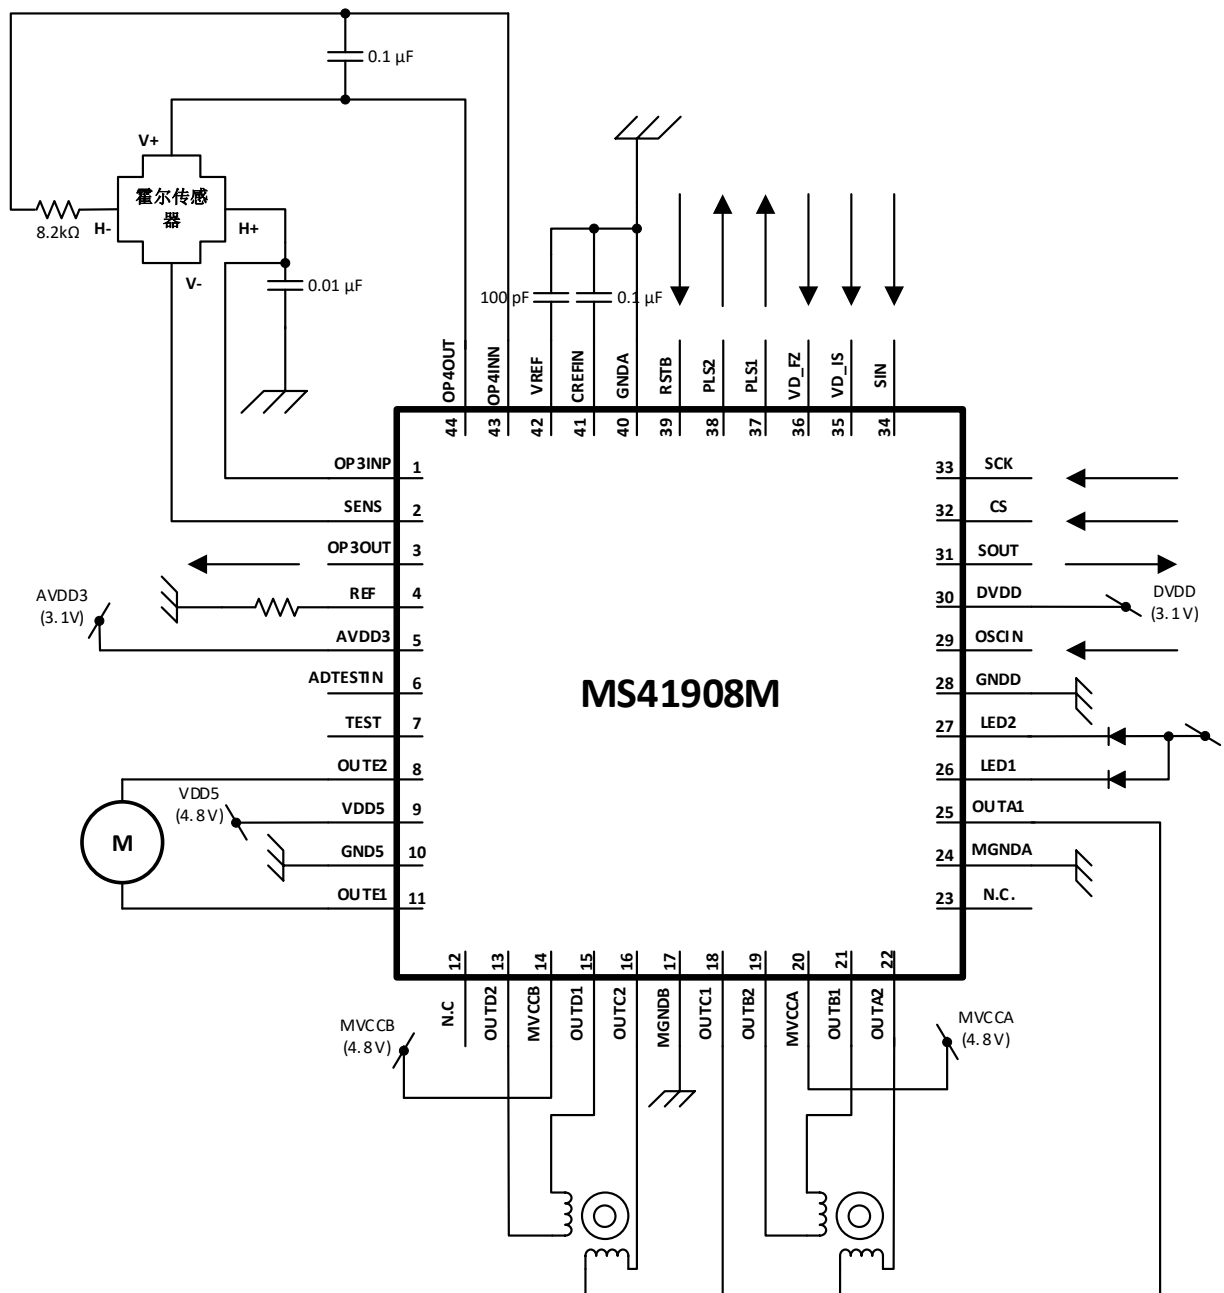 0.1 µF
V+
霍尔传感
器
8.2kΩ
H-
H+
V-
0.01 µF
100 pF
0.1 µF
OP4OUT
OP4INN
VREF
CREFIN
GNDA
RSTB
PLS2
PLS1
VD_FZ
VD_IS
SIN
44
43
42
41
40
39
38
37
36
35
34
OP3INP
1
SENS
2
OP3OUT
3
REF
4
AVDD3
(3.1V)
AVDD3
5
ADTESTIN
6
TEST
7
OUTE2
8
VDD5
(4.8V)
VDD5
9
M
GND5
10
OUTE1
11
MS41908M
33
SCK
32
CS
31
SOUT
30
DVDD
DVDD
(3.1V)
29
OSCIN
28
GNDD
27
LED2
26
LED1
25
OUTA1
24
MGNDA
23
N.C.
12
13
14
15
16
17
18
19
20
21
22
N.C
OUTD2
MVCCB
OUTD1
OUTC2
MGNDB
OUTC1
OUTB2
MVCCA
OUTB1
OUTA2
MVCCB
(4.8V)
MVCCA
(4.8V)